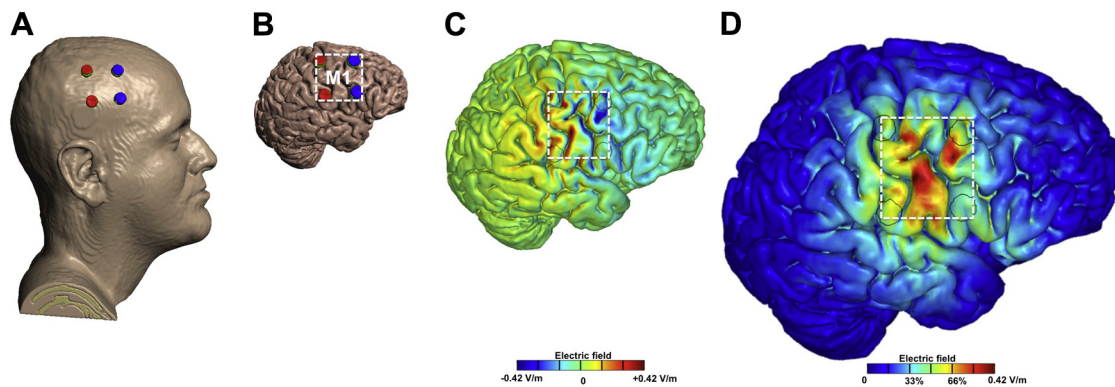 A
B
C
D
M1
Electric field
-0.42 V/m 0 +0.42 V/m
Electric field
0 33% 66% 0.42 V/m